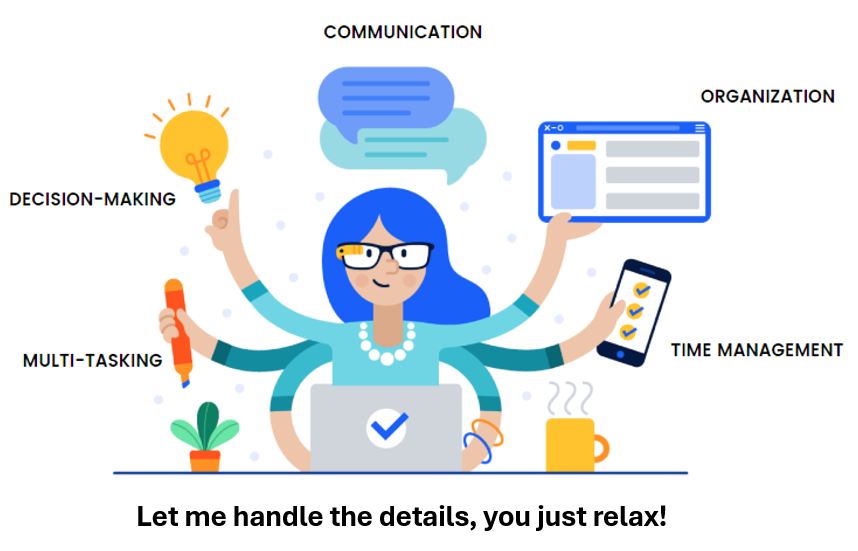 COMMUNICATION
ORGANIZATION
DECISION-MAKING
MULTI-TASKING
TIME MANAGEMENT
Let me handle the details, you just relax!